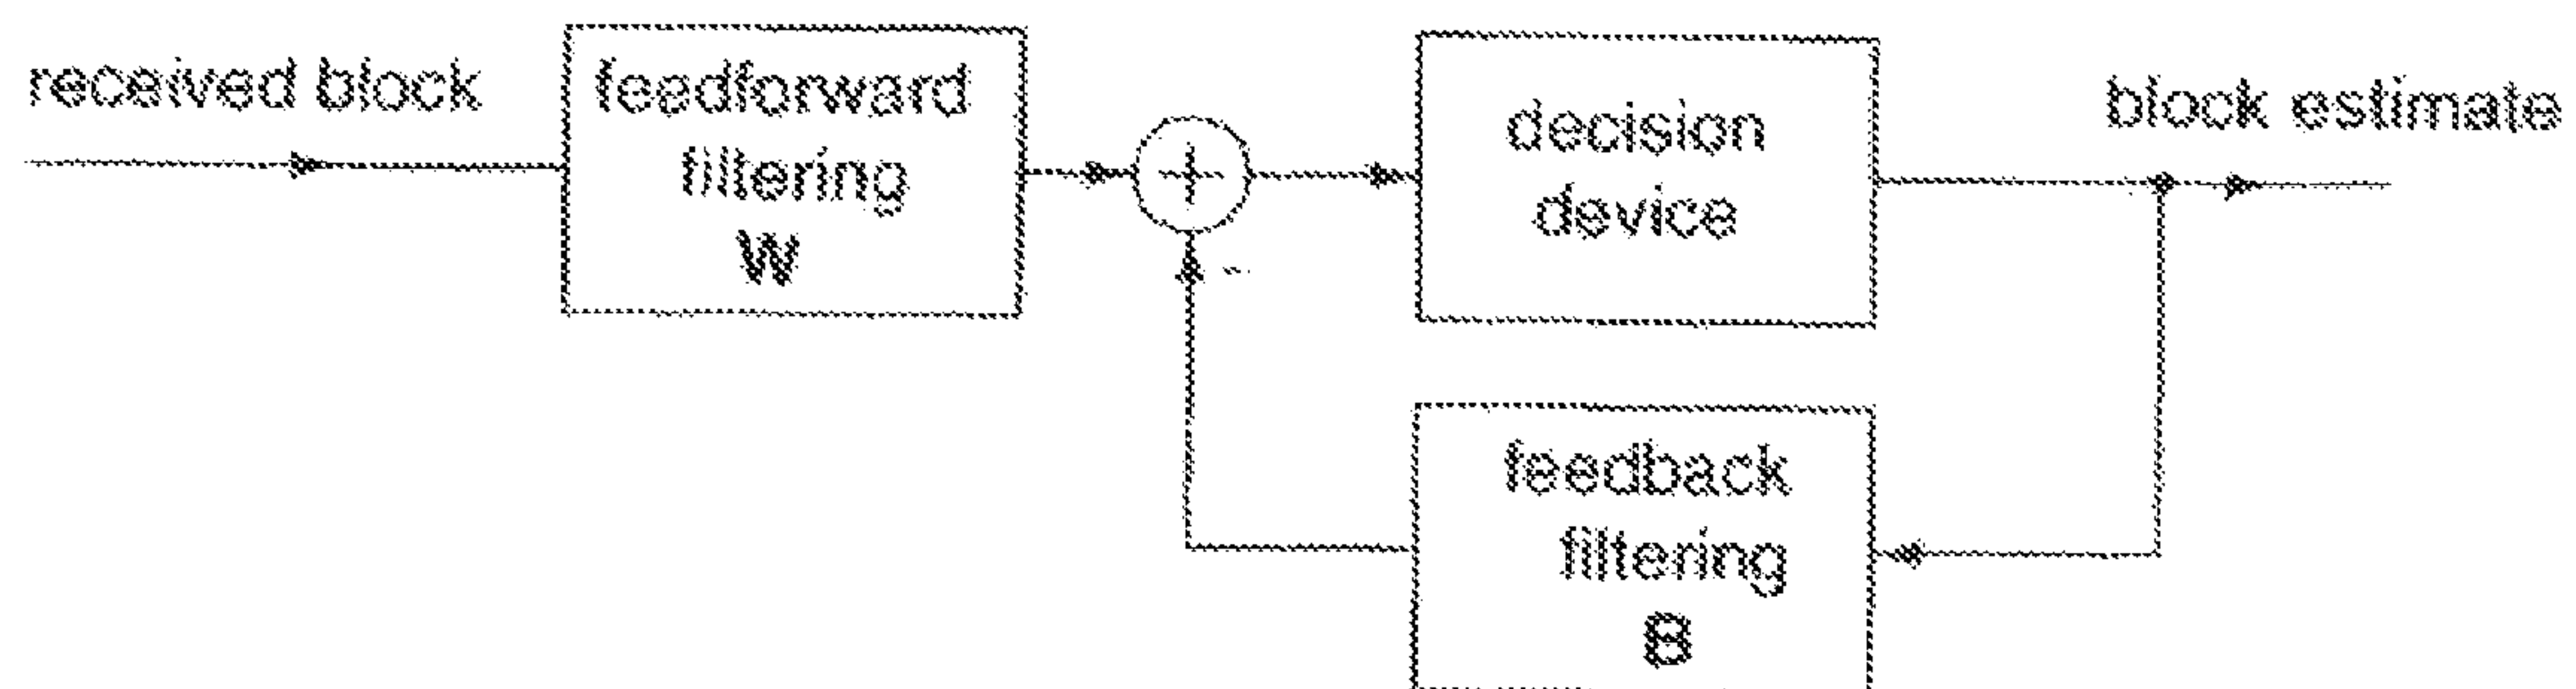 received block
feedforward
filtering
W
+
-
decision
device
block estimate
feedback
filtering
B